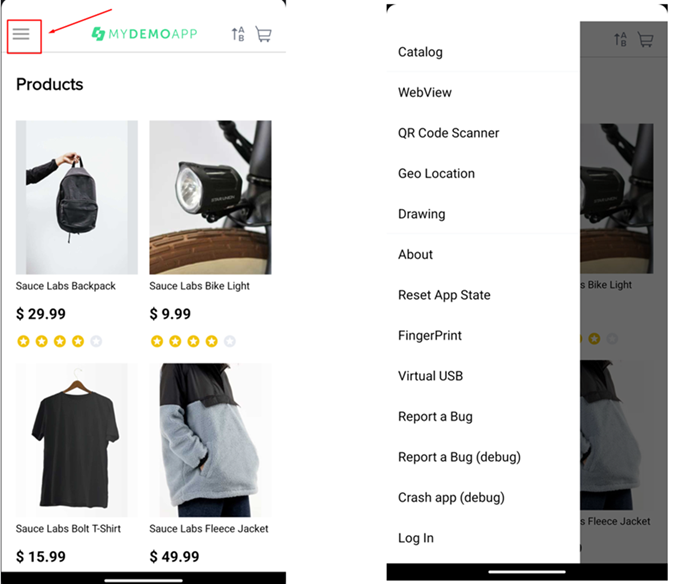 MYDEMOAPP
A
B
Products
Sauce Labs Backpack
Sauce Labs Bike Light
$ 29.99
$ 9.99
Sauce Labs Bolt T-Shirt
Sauce Labs Fleece Jacket
$ 15.99
$ 49.99
A
B
Catalog
WebView
QR Code Scanner
Geo Location
Drawing
About
s Bike Light
Reset App State
FingerPrint
Virtual USB
Report a Bug
Report a Bug (debug)
Crash app (debug)
s Fleece Jacket
Log In